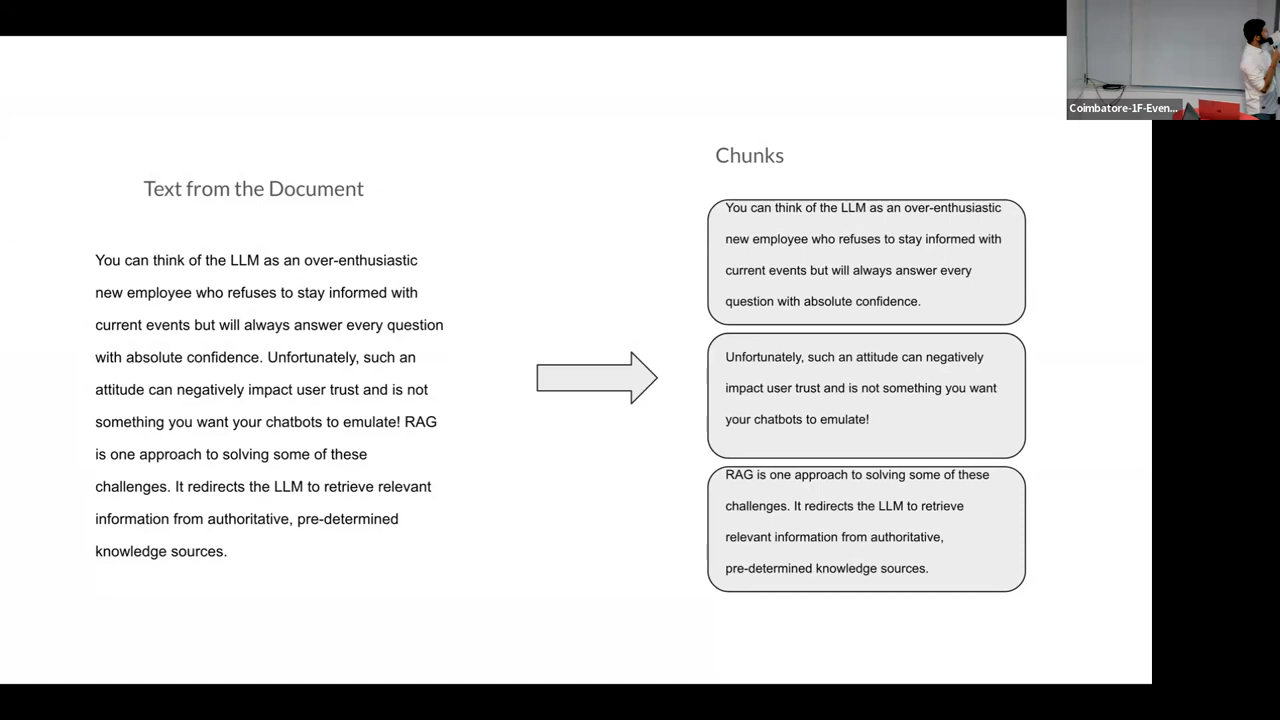 Coimbatore-1F-Even...
Chunks
Text from the Document
You can think of the LLM as an over-enthusiastic
new employee who refuses to stay informed with
current events but will always answer every question
with absolute confidence. Unfortunately, such an
attitude can negatively impact user trust and is not
something you want your chatbots to emulate! RAG
is one approach to solving some of these
challenges. It redirects the LLM to retrieve relevant
information from authoritative, pre-determined
knowledge sources.
You can think of the LLM as an over-enthusiastic
new employee who refuses to stay informed with
current events but will always answer every
question with absolute confidence.
Unfortunately, such an attitude can negatively
impact user trust and is not something you want
your chatbots to emulate!
RAG is one approach to solving some of these
challenges. It redirects the LLM to retrieve
relevant information from authoritative,
pre-determined knowledge sources.